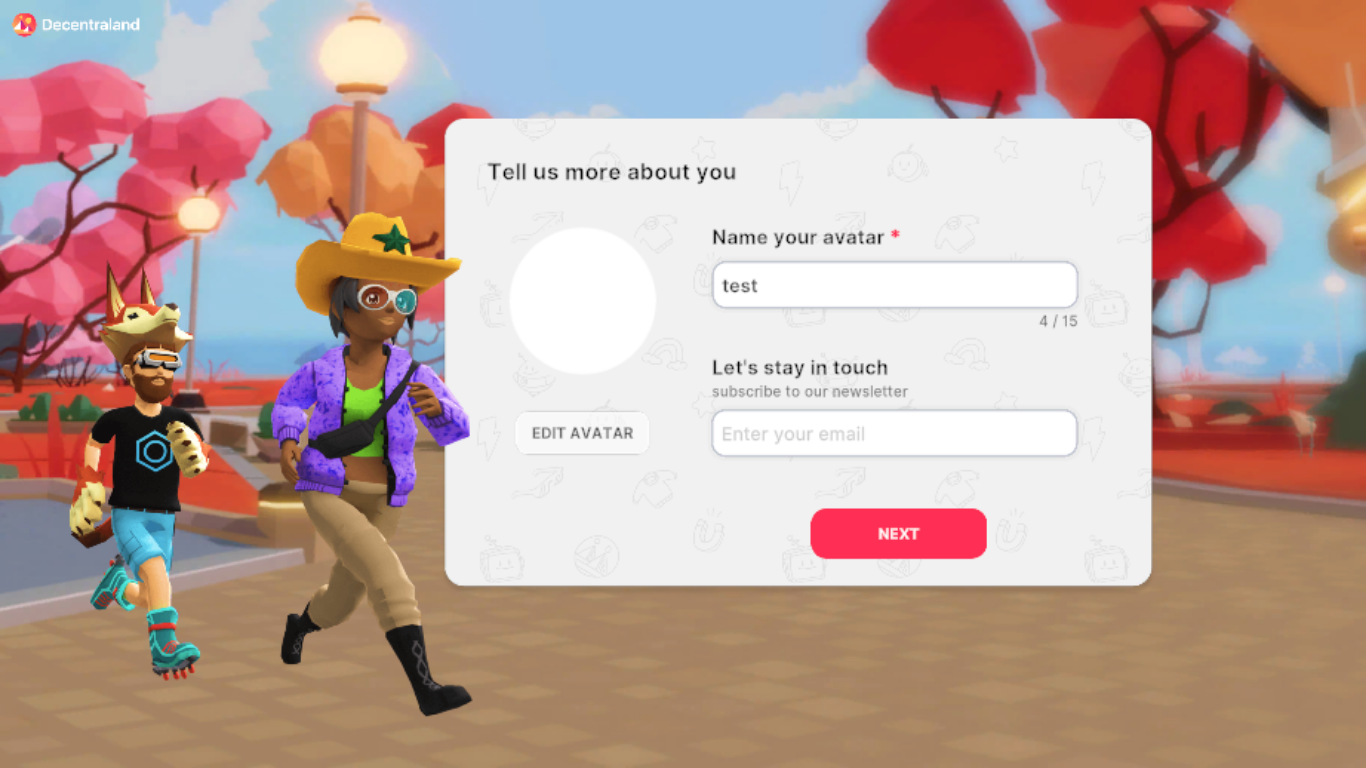 Decentraland
Tell us more about you
Name your avatar *
test
4 / 15
Let's stay in touch
subscribe to our newsletter
Enter your email
EDIT AVATAR
NEXT